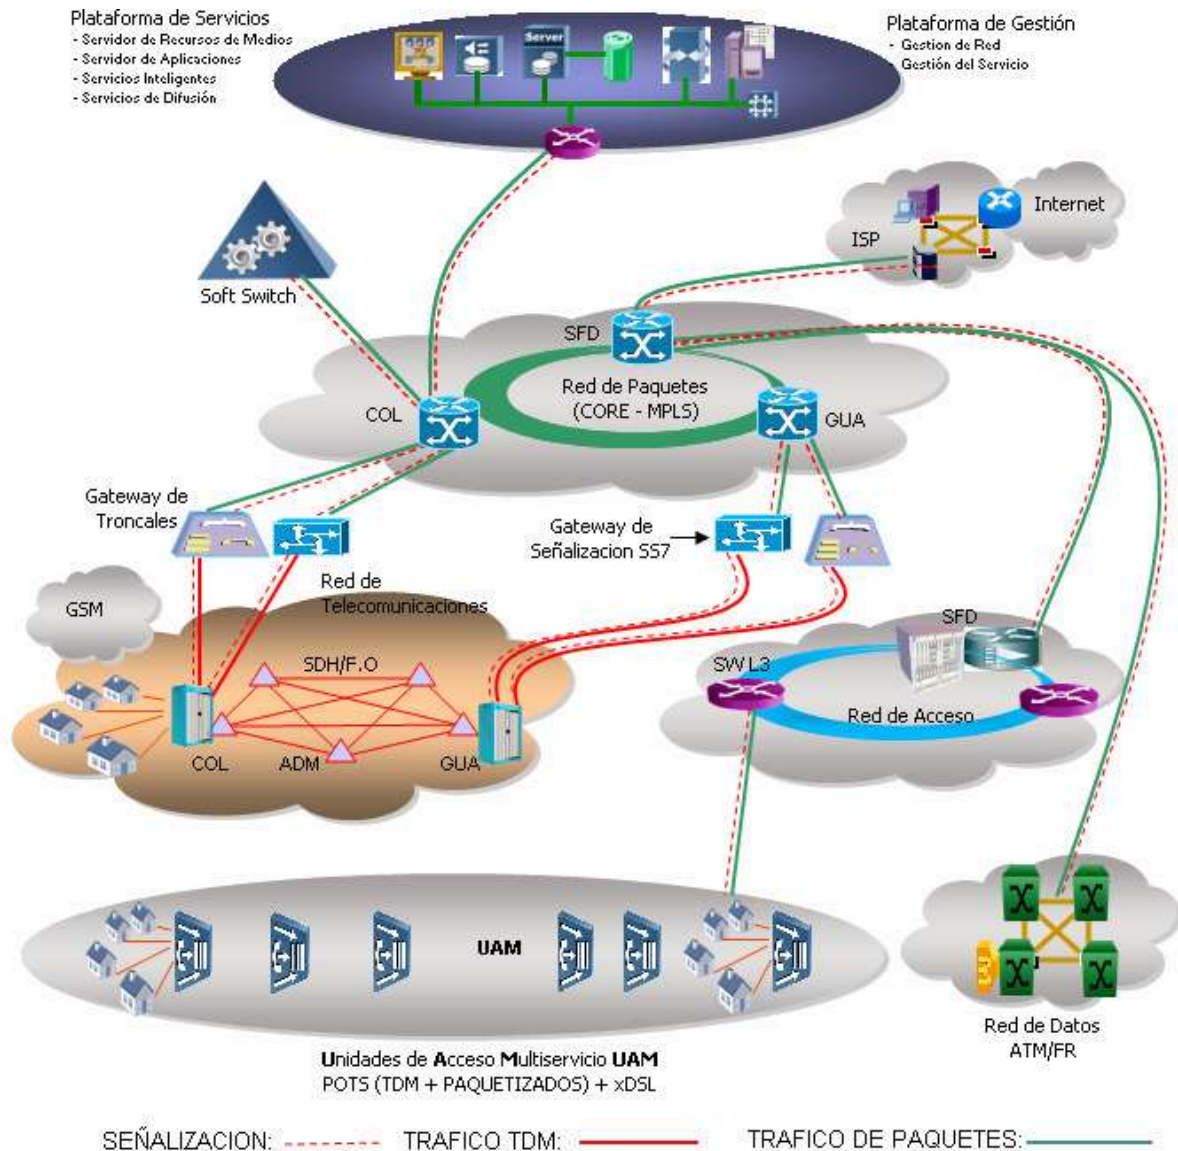 Plataforma de Servicios
- Servidor de Recursos de Medios
- Servidor de Aplicaciones
- Servicios Inteligentes
- Servicios de Difusión
Plataforma de Gestión
- Gestion de Red
- Gestión del Servicio
Server
Internet
ISP
Soft Switch
SFD
Red de Paquetes
(CORE - MPLS)
COL
GUA
Gateway de
Troncales
Gateway de
Señalizacion SS7
Red de
Telecomunicaciones
GSM
SDH/F.O
COL
ADM
GUA
SFD
SWL3
Red de Acceso
UAM
Red de Datos
ATM/FR
Unidades de Acceso Multiservicio UAM
POTS (TDM + PAQUETIZADOS) + xDSL
SEÑALIZACION:
TRAFICO TDM:
TRAFICO DE PAQUETES: